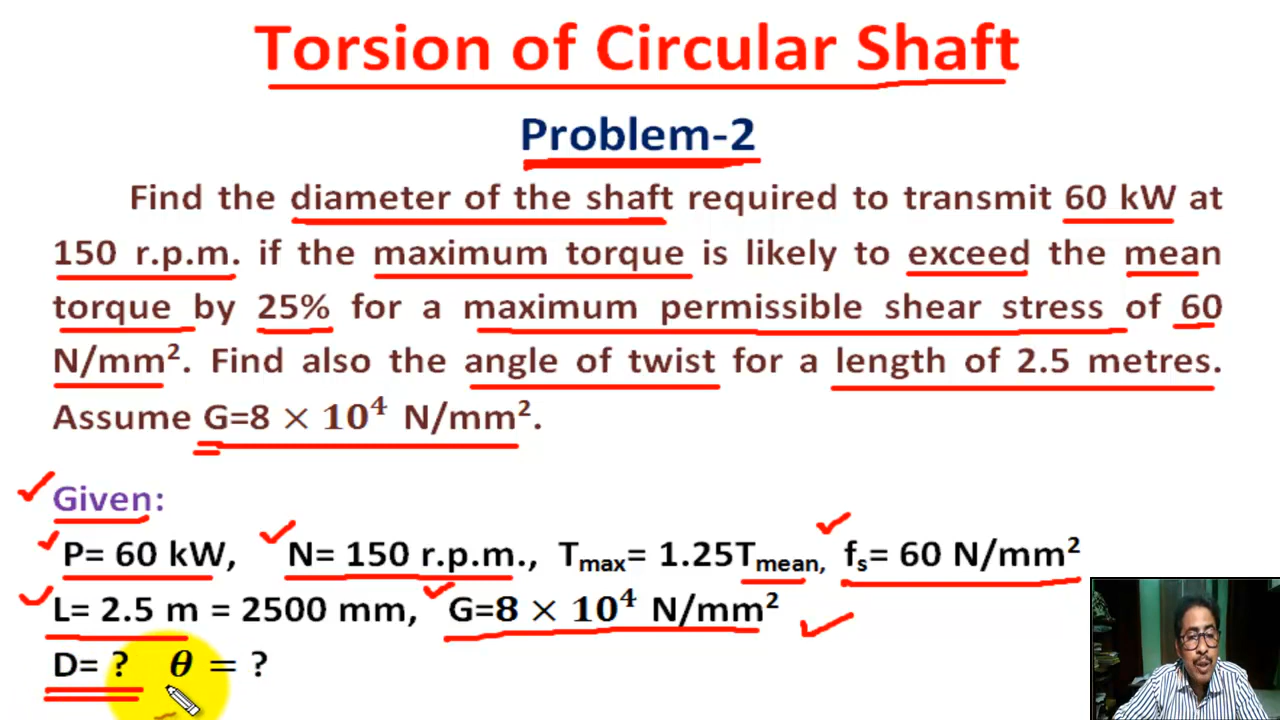 Torsion of Circular Shaft
Problem-2
Find the diameter of the shaft required to transmit 60 kW at
150 r.p.m. if the maximum torque is likely to exceed the mean
torque by 25% for a maximum permissible shear stress of 60
N/mm². Find also the angle of twist for a length of 2.5 metres.
Assume G=8 × 10⁴ N/mm².
Given:
P= 60 kW, N= 150 r.p.m., Tmax= 1.25Tmean, fs= 60 N/mm²
L= 2.5 m = 2500 mm, G=8 × 10⁴ N/mm²
D= ? θ = ?